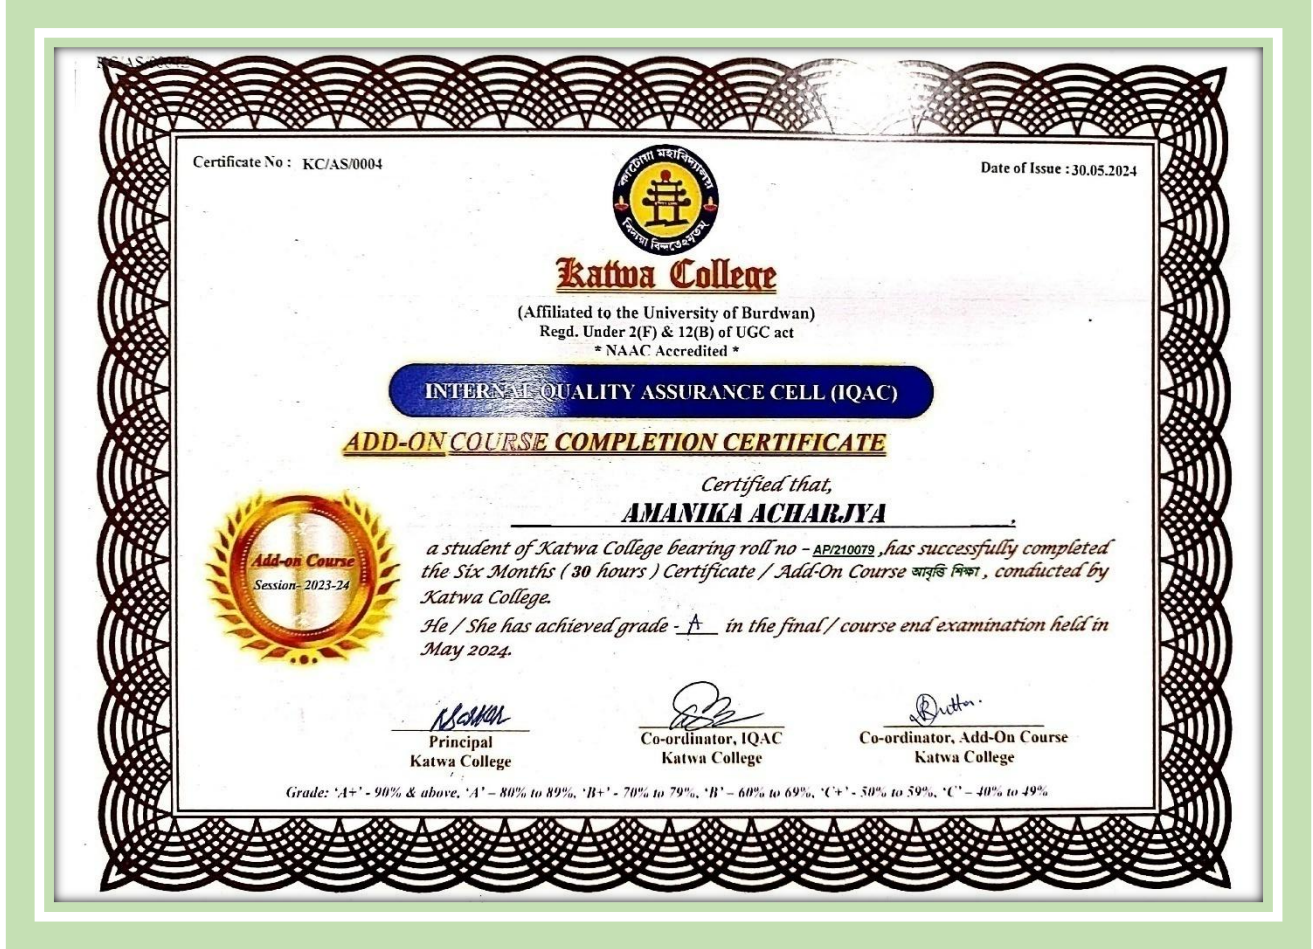 Certificate No : KC/AS/0004
Date of Issue : 30.05.2024
কাটোয়া মহাবিদ্যালয়
বিদ্যয়া বিন্দতেঽমৃতম্
Katwa College
(Affiliated to the University of Burdwan)
Regd. Under 2(F) & 12(B) of UGC act
* NAAC Accredited *
INTERNAL QUALITY ASSURANCE CELL (IQAC)
ADD-ON COURSE COMPLETION CERTIFICATE
Certified that,
AMANIKA ACHARJYA .
Add-on Course
Session- 2023-24
a student of Katwa College bearing roll no - AP/210079 ,has successfully completed
the Six Months ( 30 hours ) Certificate / Add-On Course আবৃত্তি শিক্ষা , conducted by
Katwa College.
He / She has achieved grade - A in the final / course end examination held in
May 2024.
Principal
Katwa College
Co-ordinator, IQAC
Katwa College
Co-ordinator, Add-On Course
Katwa College
Grade: 'A+' - 90% & above, 'A' – 80% to 89%, 'B+' - 70% to 79%, 'B' – 60% to 69%, 'C+' - 50% to 59%, 'C' – 40% to 49%